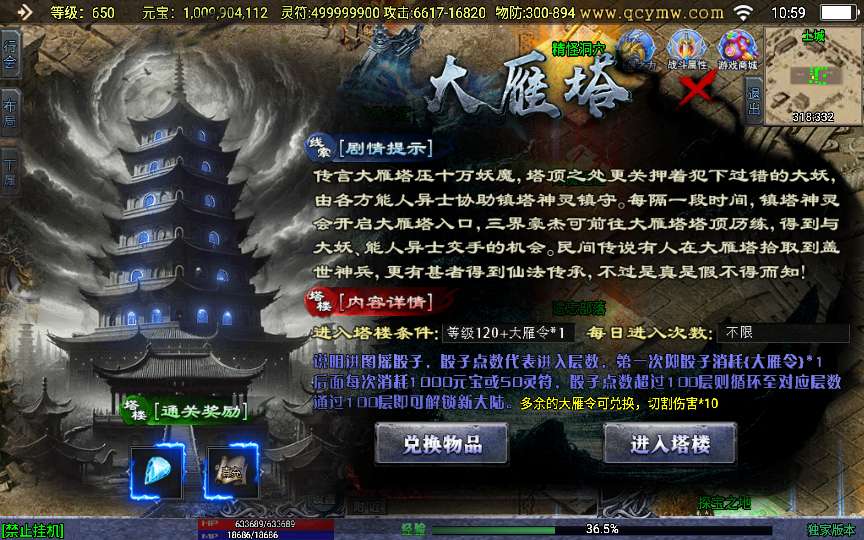 等级：650
元宝：1,000,904,112
灵符:499999900
攻击:6617-16820
物防:300-894
www.qcymw.com
10:59
行会
布局
下属
精怪洞穴
战斗属性
游戏商城
退出
土城
318:332
大雁塔
线索
[剧情提示]
传言大雁塔压十万妖魔,塔顶之处更关押着犯下过错的大妖,
由各方能人异士协助镇塔神灵镇守。每隔一段时间,镇塔神灵
会开启大雁塔入口,三界豪杰可前往大雁塔塔顶历练,得到与
大妖、能人异士交手的机会。民间传说有人在大雁塔拾取到盖
世神兵,更有甚者得到仙法传承,不过是真是假不得而知!
塔楼
[内容详情]
进入塔楼条件:
等级120+大雁令*1
每日进入次数:
不限
说明进图摇骰子，骰子点数代表进入层数，第一次掷骰子消耗(大雁令)*1
后面每次消耗1000元宝或50灵符，骰子点数超过100层则循环至对应层数
通过100层即可解锁新大陆。
多余的大雁令可兑换，切割伤害*10
塔楼
[通关奖励]
兑换物品
进入塔楼
探宝之地
[禁止挂机]
HP 633689/633689
MP 18686/18686
经验
36.5%
独家版本